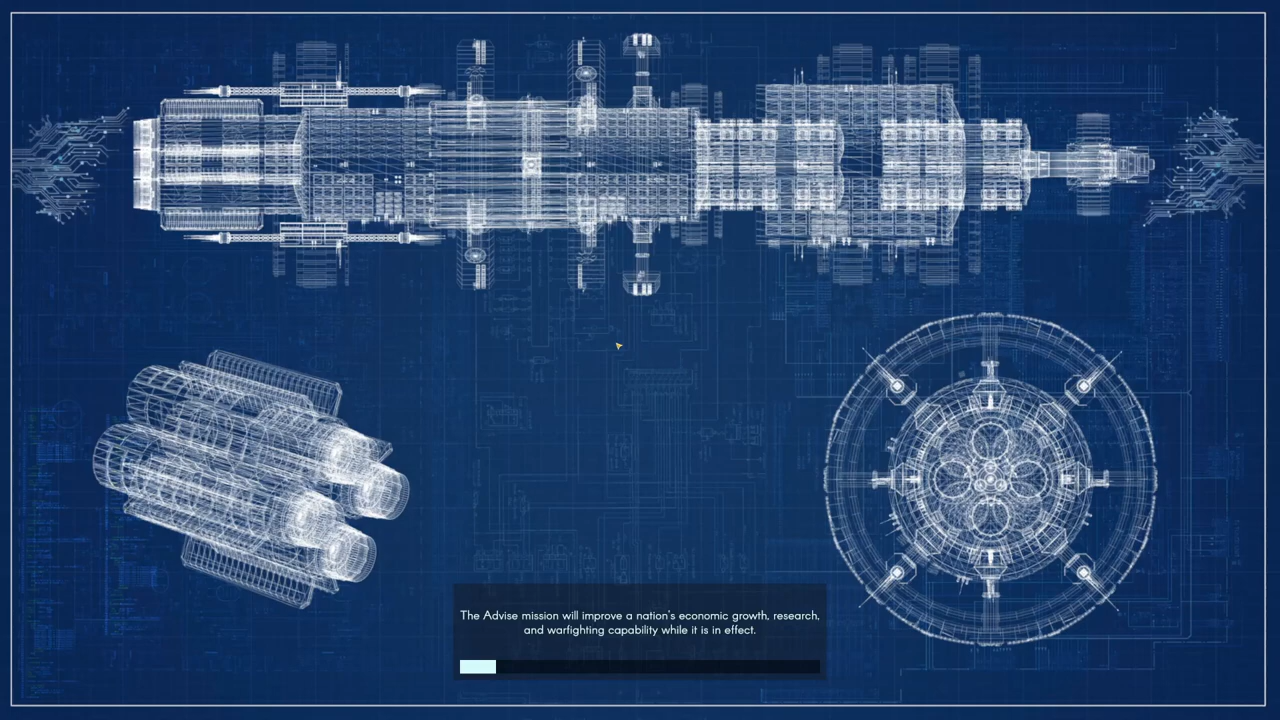 The Advise mission will improve a nation's economic growth, research,
and warfighting capability while it is in effect.